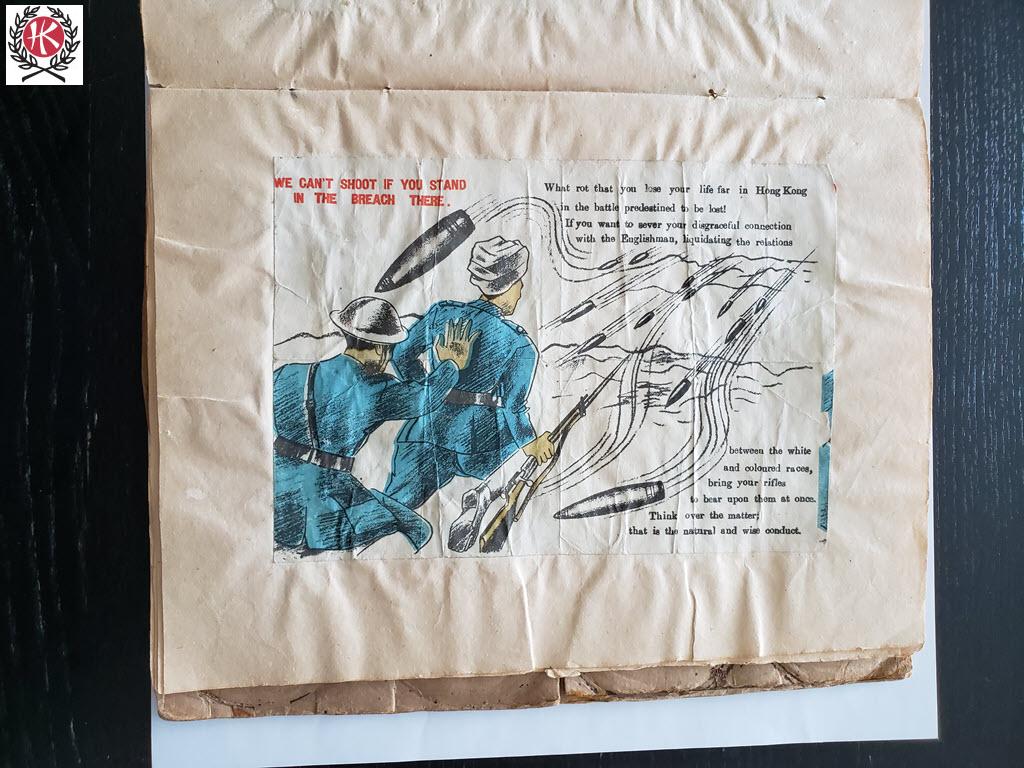 HK
WE CAN'T SHOOT IF YOU STAND
IN THE BREACH THERE.
What rot that you lose your life far in Hong Kong
in the battle predestined to be lost!
If you want to sever your disgraceful connection
with the Englishman, liquidating the relations
between the white
and coloured races,
bring your rifles
to bear upon them at once.
Think over the matter;
that is the natural and wise conduct.